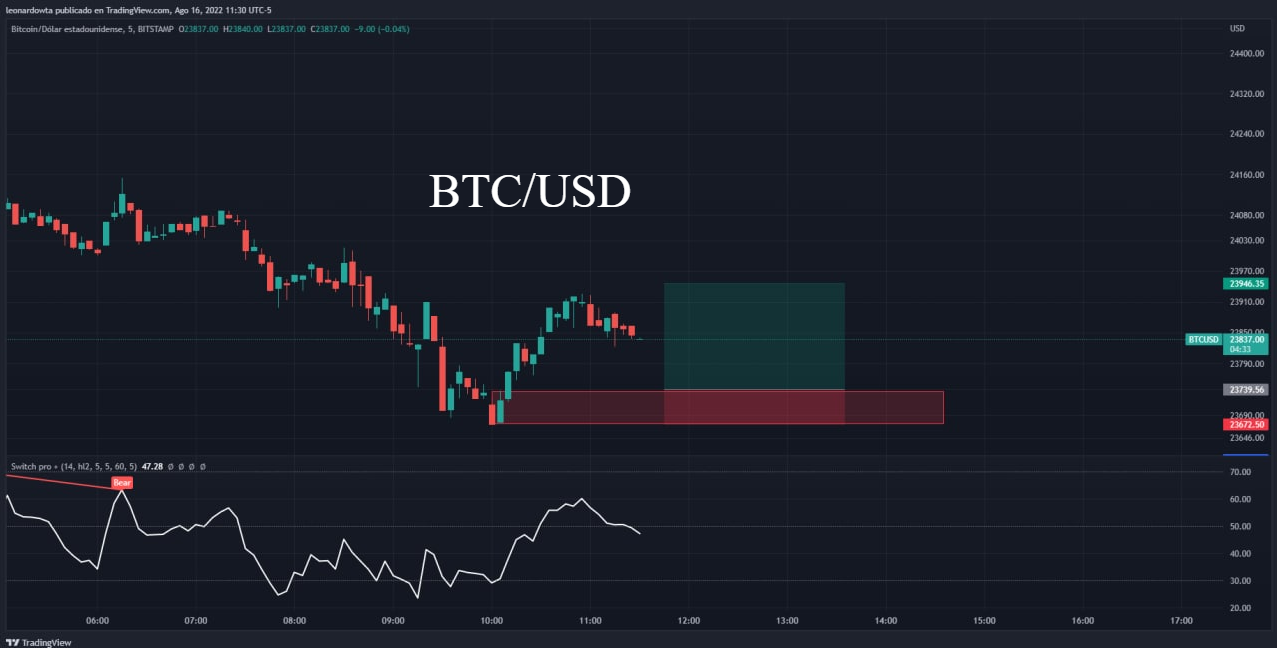 leonardowta publicado en TradingView.com, Ago 16, 2022 11:30 UTC-5
Bitcoin/Dólar estadounidense, 5, BITSTAMP O23837.00 H23840.00 L23837.00 C23837.00 -9.00 (-0.04%)
USD
24400.00
24320.00
24240.00
24160.00
BTC/USD
24080.00
24030.00
23970.00
23946.35
23910.00
23850.00
BTCUSD 23837.00
04:33
23790.00
23739.56
23690.00
23672.50
23646.00
Switch pro + (14, hl2, 5, 5, 60, 5) 47.28 Ø Ø Ø Ø
70.00
Bear
60.00
50.00
40.00
30.00
20.00
06:00 07:00 08:00 09:00 10:00 11:00 12:00 13:00 14:00 15:00 16:00 17:00
TradingView